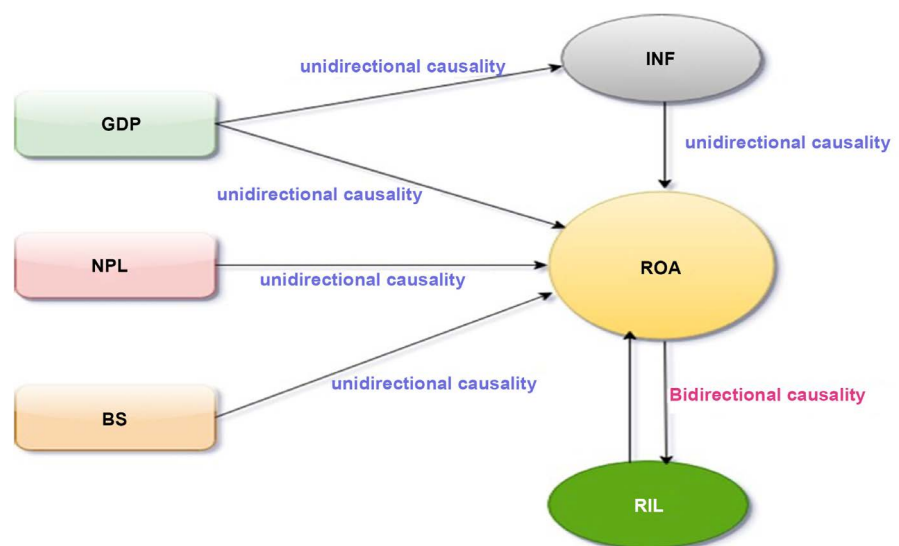 INF
unidirectional causality
GDP
unidirectional causality
unidirectional causality
NPL
ROA
unidirectional causality
unidirectional causality
Bidirectional causality
BS
RIL